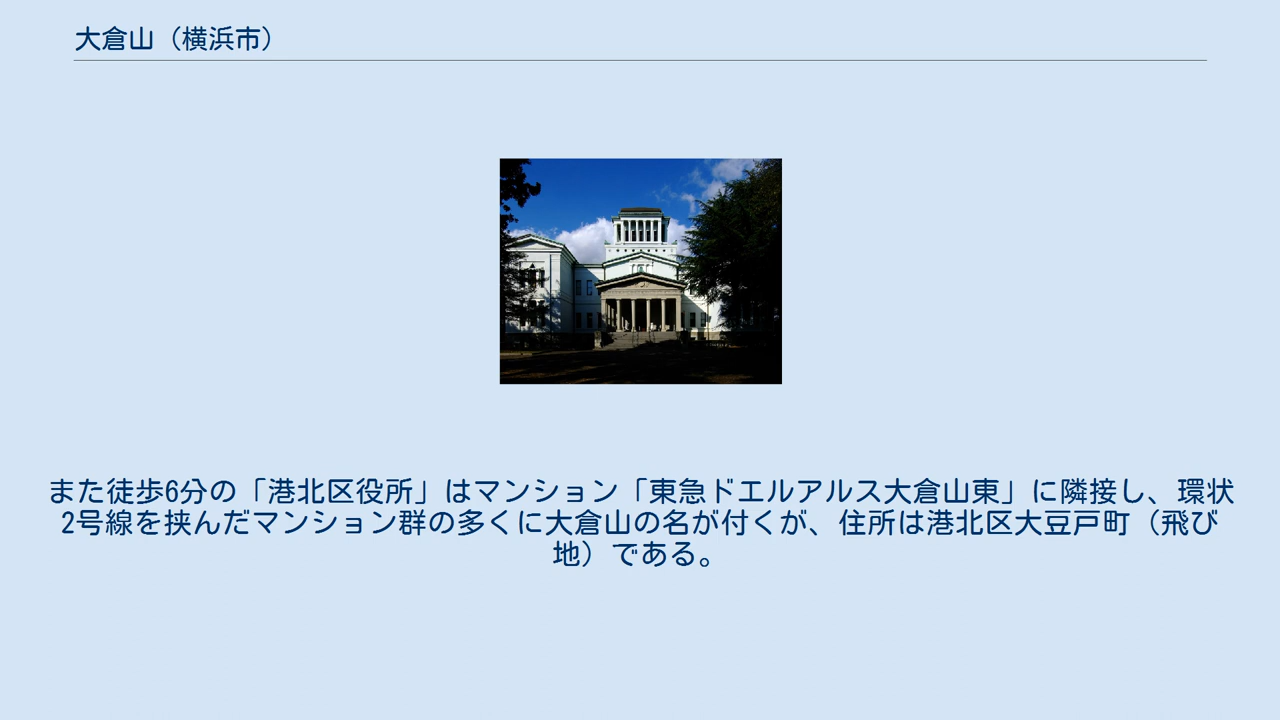 大倉山（横浜市）
また徒歩6分の「港北区役所」はマンション「東急ドエルアルス大倉山東」に隣接し、環状
2号線を挟んだマンション群の多くに大倉山の名が付くが、住所は港北区大豆戸町（飛び
地）である。